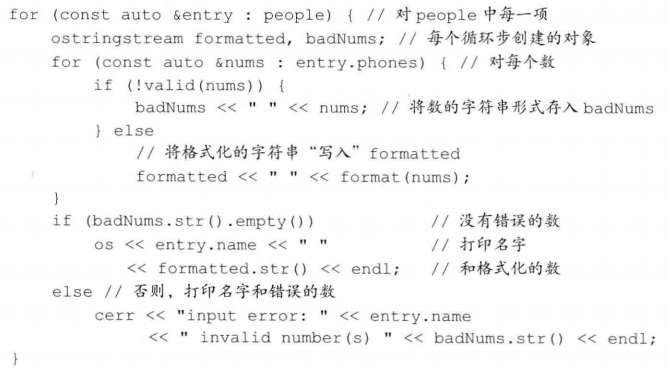 for (const auto &entry : people) { // 对people中每一项
    ostringstream formatted, badNums; // 每个循环步创建的对象
    for (const auto &nums : entry.phones) { // 对每个数
        if (!valid(nums)) {
            badNums << " " << nums; // 将数的字符串形式存入badNums
        } else
            // 将格式化的字符串“写入”formatted
            formatted << " " << format(nums);
    }
    if (badNums.str().empty())            // 没有错误的数
        os << entry.name << " "           // 打印名字
           << formatted.str() << endl;    // 和格式化的数
    else // 否则，打印名字和错误的数
        cerr << "input error: " << entry.name
             << " invalid number(s) " << badNums.str() << endl;
}